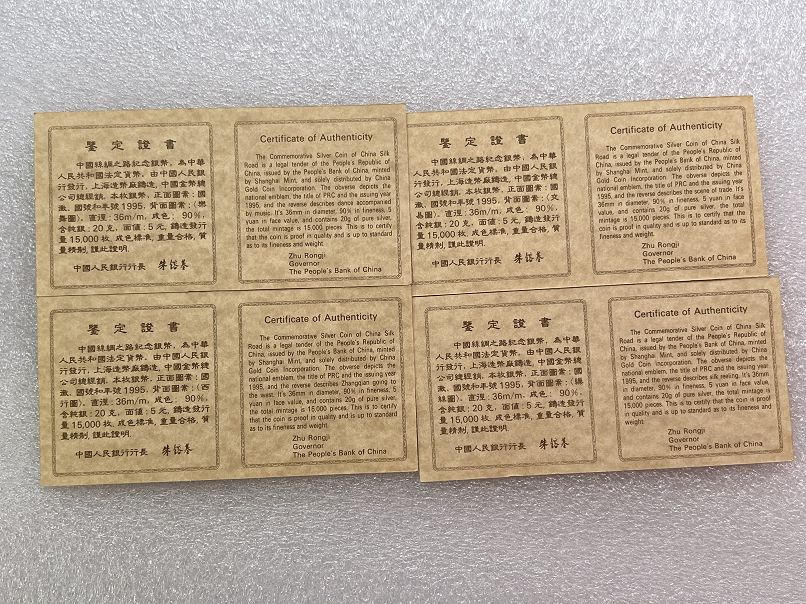 鑒定證書
中國絲綢之路紀念銀幣，為中華
人民共和國法定貨幣，由中國人民銀
行發行，上海造幣廠鑄造，中國金幣總
公司總經銷。本枚銀幣，正面圖案：國
徽、國號和年號1995，背面圖案：(樂
舞圖)。直徑：36m/m，成色：90%，
含純銀：20克，面值：5元，鑄造發行
量15,000枚，成色標準，重量合格，質
量精制，謹此證明。
中國人民銀行行長
Certificate of Authenticity
The Commemorative Silver Coin of China Silk
Road is a legal tender of the People's Republic of
China, issued by the People's Bank of China, minted
by Shanghai Mint, and solely distributed by China
Gold Coin Incorporation. The obverse depicts the
national emblem, the title of PRC and the issuing year
1995, and the reverse describes dance accompanied
by music. It's 36mm in diameter, 90% in fineness, 5
yuan in face value, and contains 20g of pure silver,
the total mintage is 15,000 pieces. This is to certify
that the coin is proof in quality and is up to standard
as to its fineness and weight.
Zhu Rongji
Governor
The People's Bank of China
鑒定證書
中國絲綢之路紀念銀幣，為中華
人民共和國法定貨幣，由中國人民銀
行發行，上海造幣廠鑄造，中國金幣總
公司總經銷。本枚銀幣，正面圖案：國
徽、國號和年號1995，背面圖案：(交
易圖)。直徑：36m/m，成色：90%，
含純銀：20克，面值：5元，鑄造發行
量15,000枚，成色標準，重量合格，質
量精制，謹此證明。
中國人民銀行行長
Certificate of Authenticity
The Commemorative Silver Coin of China Silk
Road is a legal tender of the People's Republic of
China, issued by the People's Bank of China, minted
by Shanghai Mint, and solely distributed by China
Gold Coin Incorporation. The obverse depicts the
national emblem, the title of PRC and the issuing year
1995, and the reverse describes the scene of trade. It's
36mm in diameter, 90% in fineness, 5 yuan in face
value, and contains 20g of pure silver, the total
mintage is 15,000 pieces. This is to certify that the
coin is proof in quality and is up to standard as to its
fineness and weight.
Zhu Rongji
Governor
The People's Bank of China
鑒定證書
中國絲綢之路紀念銀幣，為中華
人民共和國法定貨幣，由中國人民銀
行發行，上海造幣廠鑄造，中國金幣總
公司總經銷。本枚銀幣，正面圖案：國
徽、國號和年號1995，背面圖案：(西
行圖)。直徑：36m/m，成色：90%，
含純銀：20克，面值：5元，鑄造發行
量15,000枚，成色標準，重量合格，質
量精制，謹此證明。
中國人民銀行行長
Certificate of Authenticity
The Commemorative Silver Coin of China Silk
Road is a legal tender of the People's Republic of
China, issued by the People's Bank of China, minted
by Shanghai Mint, and solely distributed by China
Gold Coin Incorporation. The obverse depicts the
national emblem, the title of PRC and the issuing year
1995, and the reverse describes Zhangqian going to
the west. It's 36mm in diameter, 90% in fineness, 5
yuan in face value, and contains 20g of pure silver,
the total mintage is 15,000 pieces. This is to certify
that the coin is proof in quality and is up to standard
as to its fineness and weight.
Zhu Rongji
Governor
The People's Bank of China
鑒定證書
中國絲綢之路紀念銀幣，為中華
人民共和國法定貨幣，由中國人民銀
行發行，上海造幣廠鑄造，中國金幣總
公司總經銷。本枚銀幣，正面圖案：國
徽、國號和年號1995，背面圖案：(繅
絲圖)。直徑：36m/m，成色：90%，
含純銀：20克，面值：5元，鑄造發行
量15,000枚，成色標準，重量合格，質
量精制，謹此證明。
中國人民銀行行長
Certificate of Authenticity
The Commemorative Silver Coin of China Silk
Road is a legal tender of the People's Republic of
China, issued by the People's Bank of China, minted
by Shanghai Mint, and solely distributed by China
Gold Coin Incorporation. The obverse depicts the
national emblem, the title of PRC and the issuing year
1995, and the reverse describes silk reeling. It's 36mm
in diameter, 90% in fineness, 5 yuan in face value,
and contains 20g of pure silver, the total mintage is
15,000 pieces. This is to certify that the coin is proof
in quality and is up to standard as to its fineness and
weight.
Zhu Rongji
Governor
The People's Bank of China